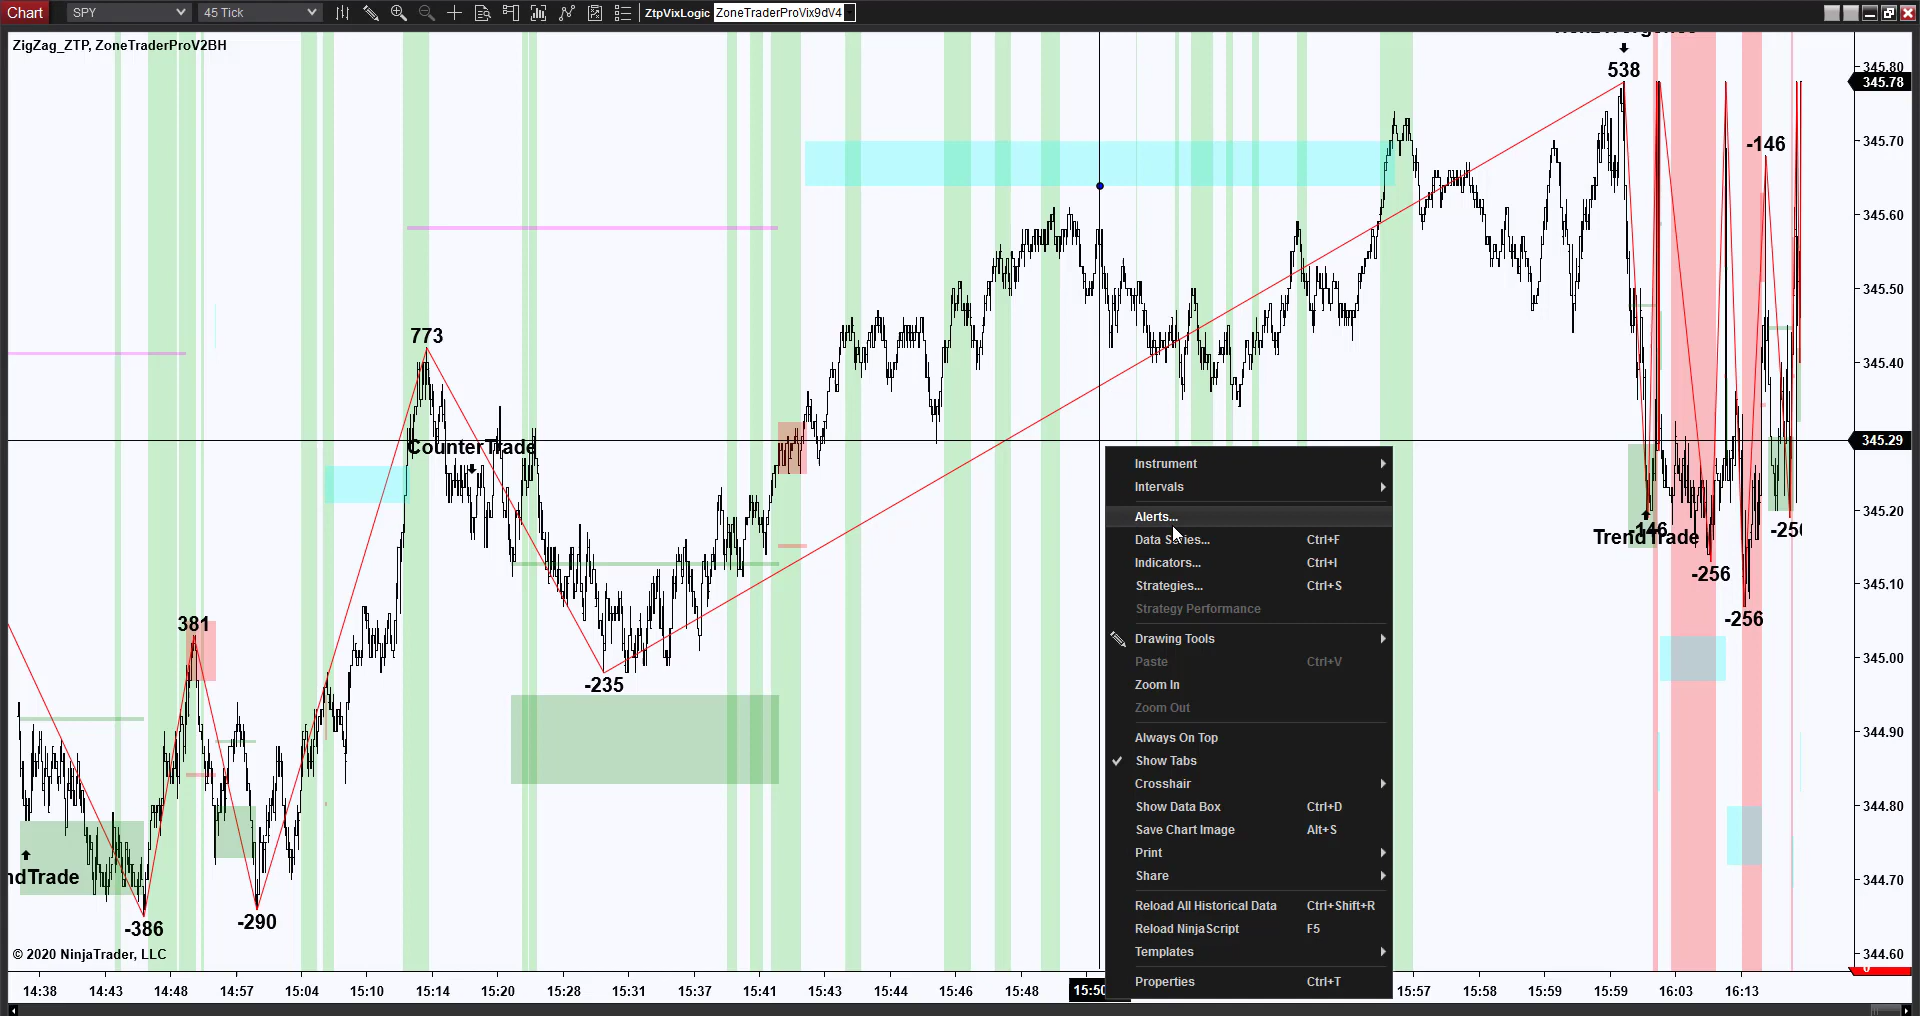 Chart SPY 45 Tick ZtpVixLogic ZoneTraderProVix9dV4
ZigZag_ZTP, ZoneTraderProV2BH
345.80
538
345.78
345.70
-146
345.60
345.50
773
345.40
CounterTrade
345.29
345.20
-146
TrendTrade
-256
-256
345.10
381
-256
345.00
-235
344.90
344.80
ndTrade
344.70
-386
-290
© 2020 NinjaTrader, LLC
344.60
0
Instrument
Intervals
Alerts...
Data Series... Ctrl+F
Indicators... Ctrl+I
Strategies... Ctrl+S
Strategy Performance
Drawing Tools
Paste Ctrl+V
Zoom In
Zoom Out
Always On Top
Show Tabs
Crosshair
Show Data Box Ctrl+D
Save Chart Image Alt+S
Print
Share
Reload All Historical Data Ctrl+Shift+R
Reload NinjaScript F5
Templates
Properties Ctrl+T
14:38 14:43 14:48 14:57 15:04 15:10 15:14 15:20 15:28 15:31 15:37 15:41 15:43 15:44 15:46 15:48 15:50 15:57 15:58 15:59 15:59 16:03 16:13